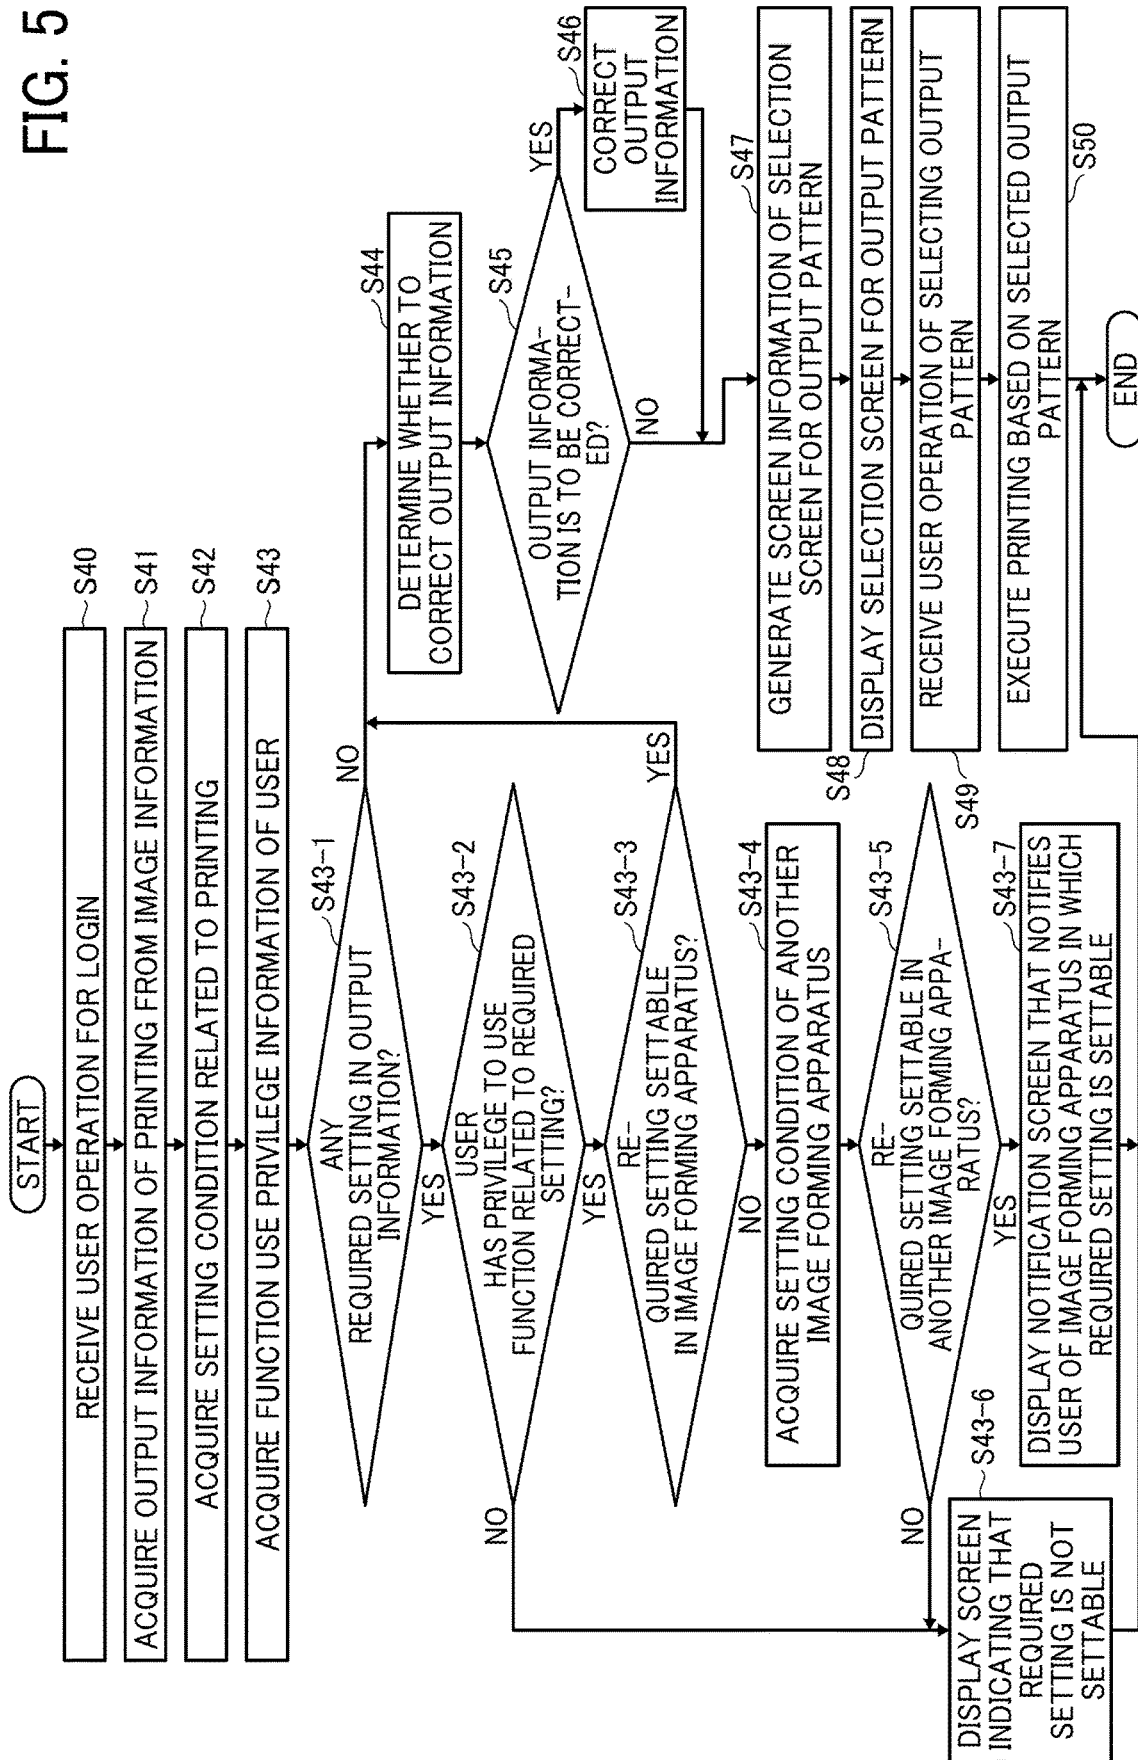 FIG. 5
START
RECEIVE USER OPERATION FOR LOGIN
S40
ACQUIRE OUTPUT INFORMATION OF PRINTING FROM IMAGE INFORMATION
S41
ACQUIRE SETTING CONDITION RELATED TO PRINTING
S42
ACQUIRE FUNCTION USE PRIVILEGE INFORMATION OF USER
S43
ANY
REQUIRED SETTING IN OUTPUT
INFORMATION?
S43-1
NO
YES
USER
HAS PRIVILEGE TO USE
FUNCTION RELATED TO REQUIRED
SETTING?
S43-2
NO
YES
RE-
QUIRED SETTING SETTABLE
IN IMAGE FORMING APPARATUS?
S43-3
YES
NO
ACQUIRE SETTING CONDITION OF ANOTHER
IMAGE FORMING APPARATUS
S43-4
RE-
QUIRED SETTING SETTABLE IN
ANOTHER IMAGE FORMING APPA-
RATUS?
S43-5
NO
YES
DISPLAY SCREEN
INDICATING THAT
REQUIRED
SETTING IS NOT
SETTABLE
S43-6
DISPLAY NOTIFICATION SCREEN THAT NOTIFIES
USER OF IMAGE FORMING APPARATUS IN WHICH
REQUIRED SETTING IS SETTABLE
S43-7
DETERMINE WHETHER TO
CORRECT OUTPUT INFORMATION
S44
OUTPUT INFORMA-
TION IS TO BE CORRECT-
ED?
S45
YES
NO
CORRECT
OUTPUT
INFORMATION
S46
GENERATE SCREEN INFORMATION OF SELECTION
SCREEN FOR OUTPUT PATTERN
S47
DISPLAY SELECTION SCREEN FOR OUTPUT PATTERN
S48
RECEIVE USER OPERATION OF SELECTING OUTPUT
PATTERN
S49
EXECUTE PRINTING BASED ON SELECTED OUTPUT
PATTERN
S50
END